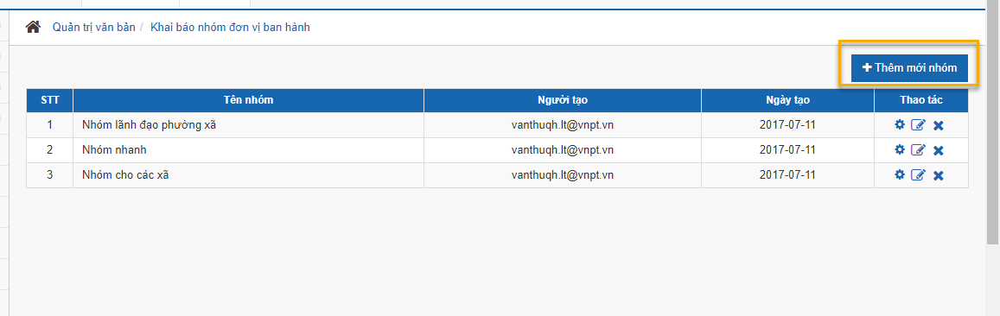 Quản trị văn bản / Khai báo nhóm đơn vị ban hành
Thêm mới nhóm
STT Tên nhóm Người tạo Ngày tạo Thao tác
1 Nhóm lãnh đạo phường xã vanthuqh.lt@vnpt.vn 2017-07-11
2 Nhóm nhanh vanthuqh.lt@vnpt.vn 2017-07-11
3 Nhóm cho các xã vanthuqh.lt@vnpt.vn 2017-07-11